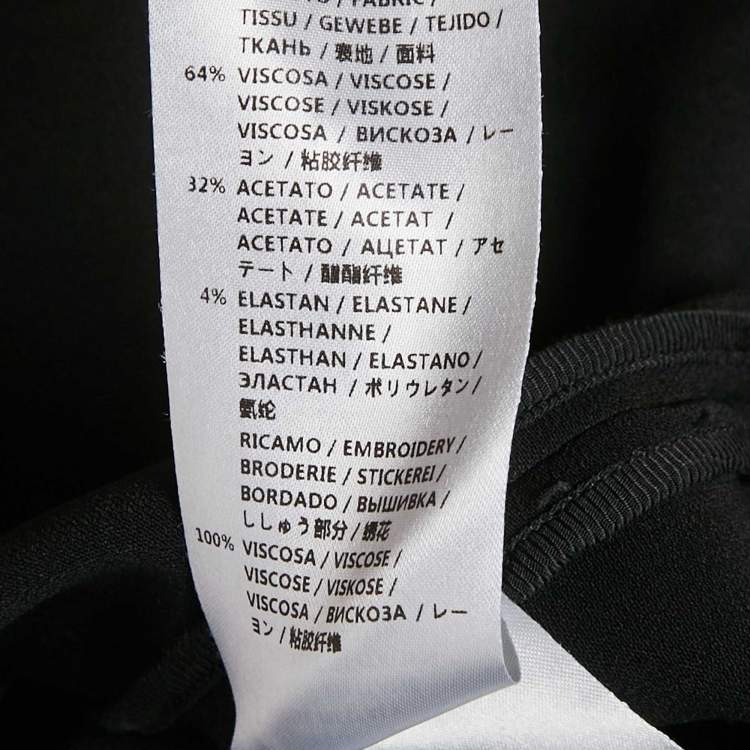 / FABRIC /
TISSU / GEWEBE / TEJIDO /
ТКАНЬ / 表地 / 面料
64% VISCOSA / VISCOSE /
VISCOSE / VISKOSE /
VISCOSA / ВИСКОЗА / レー
ヨン / 粘胶纤维
32% ACETATO / ACETATE /
ACETATE / ACETAT /
ACETATO / АЦЕТАТ / アセ
テート / 醋酯纤维
4% ELASTAN / ELASTANE /
ELASTHANNE /
ELASTHAN / ELASTANO /
ЭЛАСТАН / ポリウレタン /
氨纶
RICAMO / EMBROIDERY /
BRODERIE / STICKEREI /
BORDADO / ВЫШИВКА /
ししゅう部分 / 绣花
100% VISCOSA / VISCOSE /
VISCOSE / VISKOSE /
VISCOSA / ВИСКОЗА / レー
ヨン / 粘胶纤维